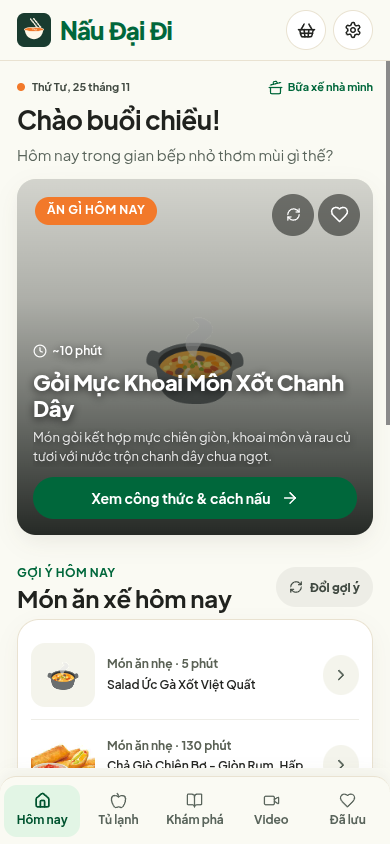 Nấu Đại Đi
Thứ Tư, 25 tháng 11
Bữa xế nhà mình
Chào buổi chiều!
Hôm nay trong gian bếp nhỏ thơm mùi gì thế?
ĂN GÌ HÔM NAY
~10 phút
Gỏi Mực Khoai Môn Xốt Chanh
Dây
Món gỏi kết hợp mực chiên giòn, khoai môn và rau củ
tươi với nước trộn chanh dây chua ngọt.
Xem công thức & cách nấu
GỢI Ý HÔM NAY
Món ăn xế hôm nay
Đổi gợi ý
Món ăn nhẹ · 5 phút
Salad Ức Gà Xốt Việt Quất
Món ăn nhẹ · 130 phút
Chả Giò Chiên Bơ - Giòn Rụm, Hấp
Hôm nay
Tủ lạnh
Khám phá
Video
Đã lưu